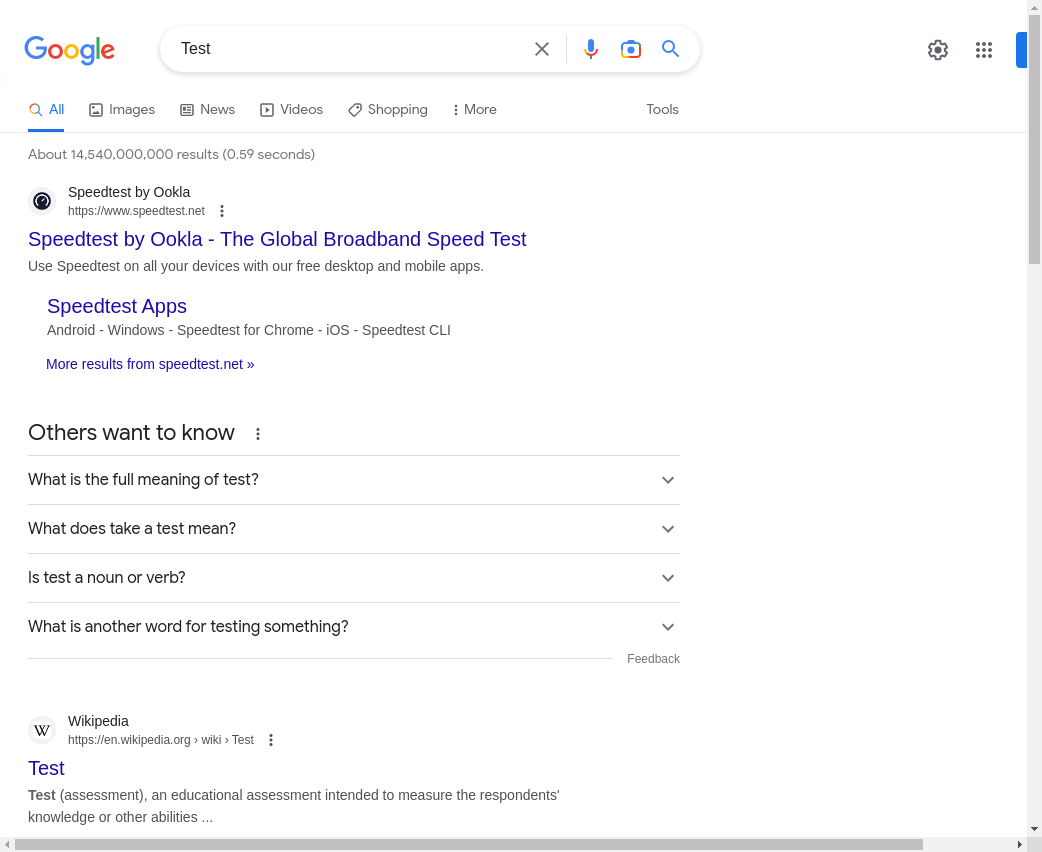 Google
Test
All
Images
News
Videos
Shopping
More
Tools
About 14,540,000,000 results (0.59 seconds)
Speedtest by Ookla
https://www.speedtest.net
Speedtest by Ookla - The Global Broadband Speed Test
Use Speedtest on all your devices with our free desktop and mobile apps.
Speedtest Apps
Android - Windows - Speedtest for Chrome - iOS - Speedtest CLI
More results from speedtest.net »
Others want to know
What is the full meaning of test?
What does take a test mean?
Is test a noun or verb?
What is another word for testing something?
Feedback
W
Wikipedia
https://en.wikipedia.org › wiki › Test
Test
Test (assessment), an educational assessment intended to measure the respondents'
knowledge or other abilities ...